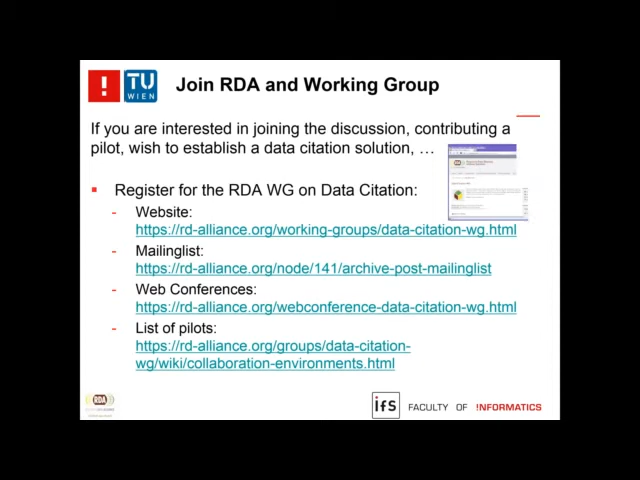 ! TU
WIEN
Join RDA and Working Group
If you are interested in joining the discussion, contributing a
pilot, wish to establish a data citation solution, …
▪ Register for the RDA WG on Data Citation:
- Website:
https://rd-alliance.org/working-groups/data-citation-wg.html
- Mailinglist:
https://rd-alliance.org/node/141/archive-post-mailinglist
- Web Conferences:
https://rd-alliance.org/webconference-data-citation-wg.html
- List of pilots:
https://rd-alliance.org/groups/data-citation-
wg/wiki/collaboration-environments.html
RDA
ifs FACULTY OF !NFORMATICS